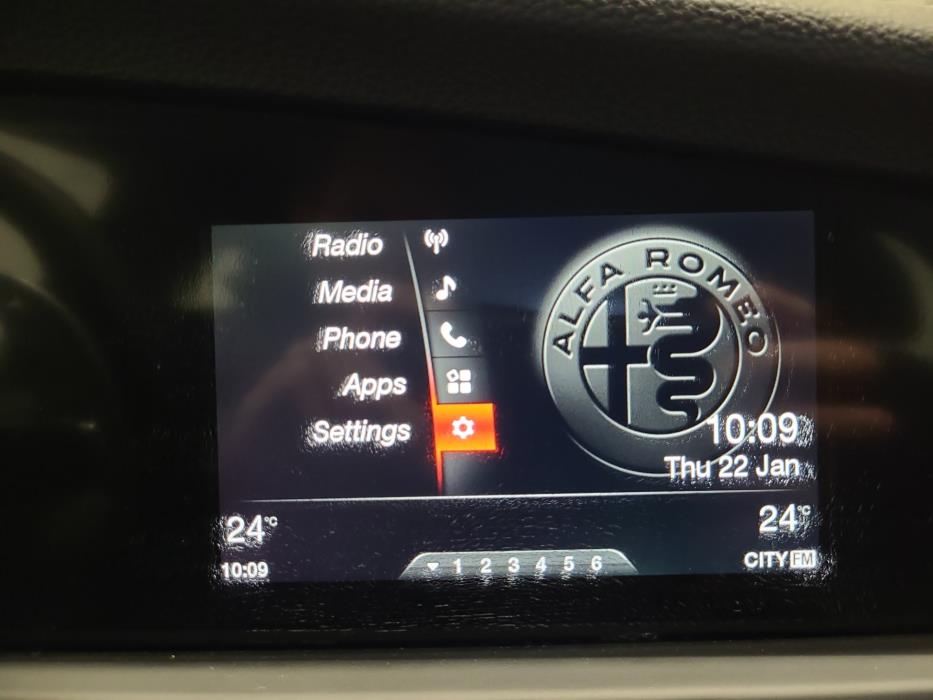 Radio
Media
Phone
Apps
Settings
ALFA ROMEO
10:09
Thu 22 Jan
24°C
24°C
10:09
1 2 3 4 5 6
CITY FM